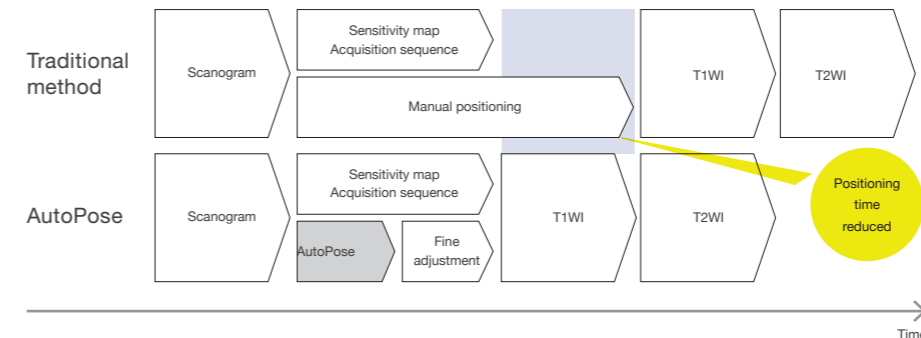 Traditional
method
Scanogram
Sensitivity map
Acquisition sequence
Manual positioning
T1WI
T2WI
AutoPose
Scanogram
Sensitivity map
Acquisition sequence
AutoPose
Fine
adjustment
T1WI
T2WI
Positioning
time
reduced
Time